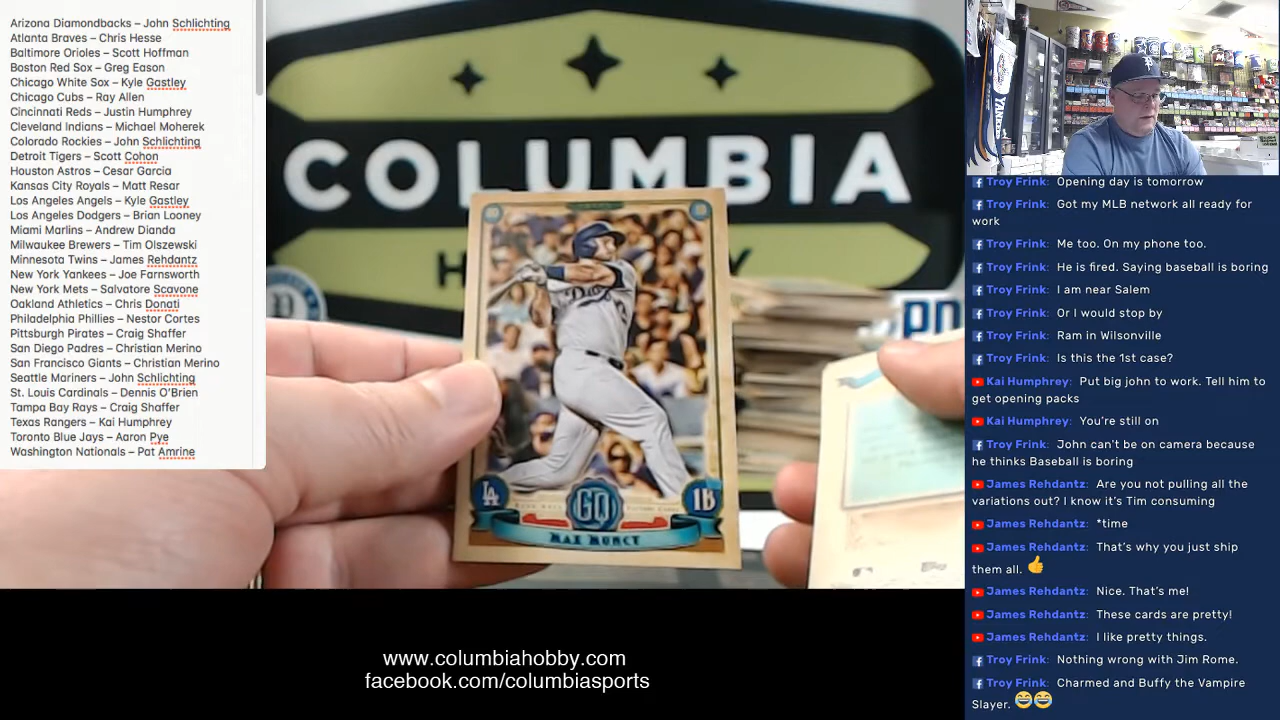 Arizona Diamondbacks – John Schlichting
Atlanta Braves – Chris Hesse
Baltimore Orioles – Scott Hoffman
Boston Red Sox – Greg Eason
Chicago White Sox – Kyle Gastley
Chicago Cubs – Ray Allen
Cincinnati Reds – Justin Humphrey
Cleveland Indians – Michael Moherek
Colorado Rockies – John Schlichting
Detroit Tigers – Scott Cohon
Houston Astros – Cesar Garcia
Kansas City Royals – Matt Resar
Los Angeles Angels – Kyle Gastley
Los Angeles Dodgers – Brian Looney
Miami Marlins – Andrew Dianda
Milwaukee Brewers – Tim Olszewski
Minnesota Twins – James Rehdantz
New York Yankees – Joe Farnsworth
New York Mets – Salvatore Scavone
Oakland Athletics – Chris Donati
Philadelphia Phillies – Nestor Cortes
Pittsburgh Pirates – Craig Shaffer
San Diego Padres – Christian Merino
San Francisco Giants – Christian Merino
Seattle Mariners – John Schlichting
St. Louis Cardinals – Dennis O'Brien
Tampa Bay Rays – Craig Shaffer
Texas Rangers – Kai Humphrey
Toronto Blue Jays – Aaron Pye
Washington Nationals – Pat Amrine
COLUMBIA
H
Y
LA
GQ
1B
MAX MUNCY
www.columbiahobby.com
facebook.com/columbiasports
Troy Frink: Opening day is tomorrow
Troy Frink: Got my MLB network all ready for
work
Troy Frink: Me too. On my phone too.
Troy Frink: He is fired. Saying baseball is boring
Troy Frink: I am near Salem
Troy Frink: Or I would stop by
Troy Frink: Ram in Wilsonville
Troy Frink: Is this the 1st case?
Kai Humphrey: Put big john to work. Tell him to
get opening packs
Kai Humphrey: You're still on
Troy Frink: John can't be on camera because
he thinks Baseball is boring
James Rehdantz: Are you not pulling all the
variations out? I know it's Tim consuming
James Rehdantz: *time
James Rehdantz: That's why you just ship
them all. 👍
James Rehdantz: Nice. That's me!
James Rehdantz: These cards are pretty!
James Rehdantz: I like pretty things.
Troy Frink: Nothing wrong with Jim Rome.
Troy Frink: Charmed and Buffy the Vampire
Slayer. 😂😂